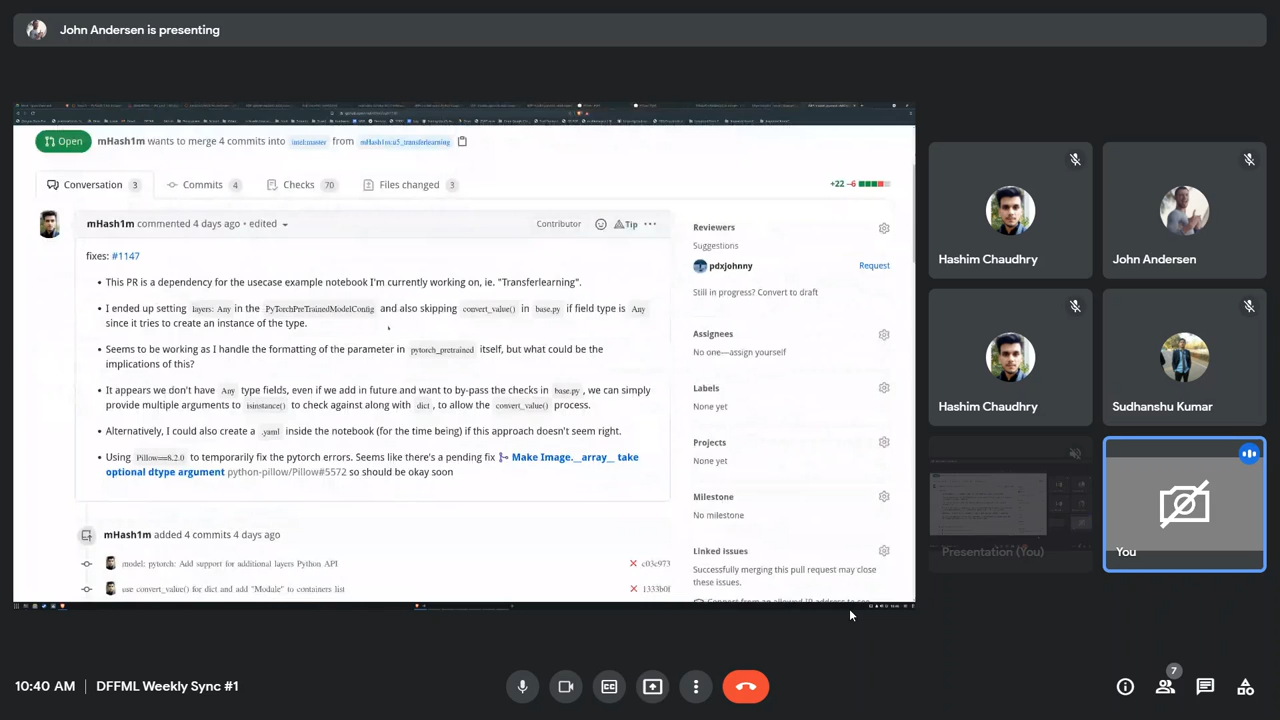 John Andersen is presenting
Open mHash1m wants to merge 4 commits into intel:master from mHash1m:u5_transferlearning
Conversation 3 Commits 4 Checks 70 Files changed 3 +22 −6
mHash1m commented 4 days ago • edited Contributor Tip
fixes: #1147
• This PR is a dependency for the usecase example notebook I'm currently working on, ie. "Transferlearning".
• I ended up setting layers: Any in the PyTorchPreTrainedModelConfig and also skipping convert_value() in base.py if field type is Any
since it tries to create an instance of the type.
• Seems to be working as I handle the formatting of the parameter in pytorch_pretrained itself, but what could be the
implications of this?
• It appears we don't have Any type fields, even if we add in future and want to by-pass the checks in base.py , we can simply
provide multiple arguments to isinstance() to check against along with dict , to allow the convert_value() process.
• Alternatively, I could also create a .yaml inside the notebook (for the time being) if this approach doesn't seem right.
• Using Pillow==8.2.0 to temporarily fix the pytorch errors. Seems like there's a pending fix Make Image.__array__ take
optional dtype argument python-pillow/Pillow#5572 so should be okay soon
mHash1m added 4 commits 4 days ago
model: pytorch: Add support for additional layers Python API c03c973
use convert_value() for dict and add "Module" to containers list 1333b0f
Reviewers
Suggestions
pdxjohnny Request
Still in progress? Convert to draft
Assignees
No one—assign yourself
Labels
None yet
Projects
None yet
Milestone
No milestone
Linked issues
Successfully merging this pull request may close
these issues.
Hashim Chaudhry
John Andersen
Hashim Chaudhry
Sudhanshu Kumar
Presentation (You)
You
10:40 AM | DFFML Weekly Sync #1
7